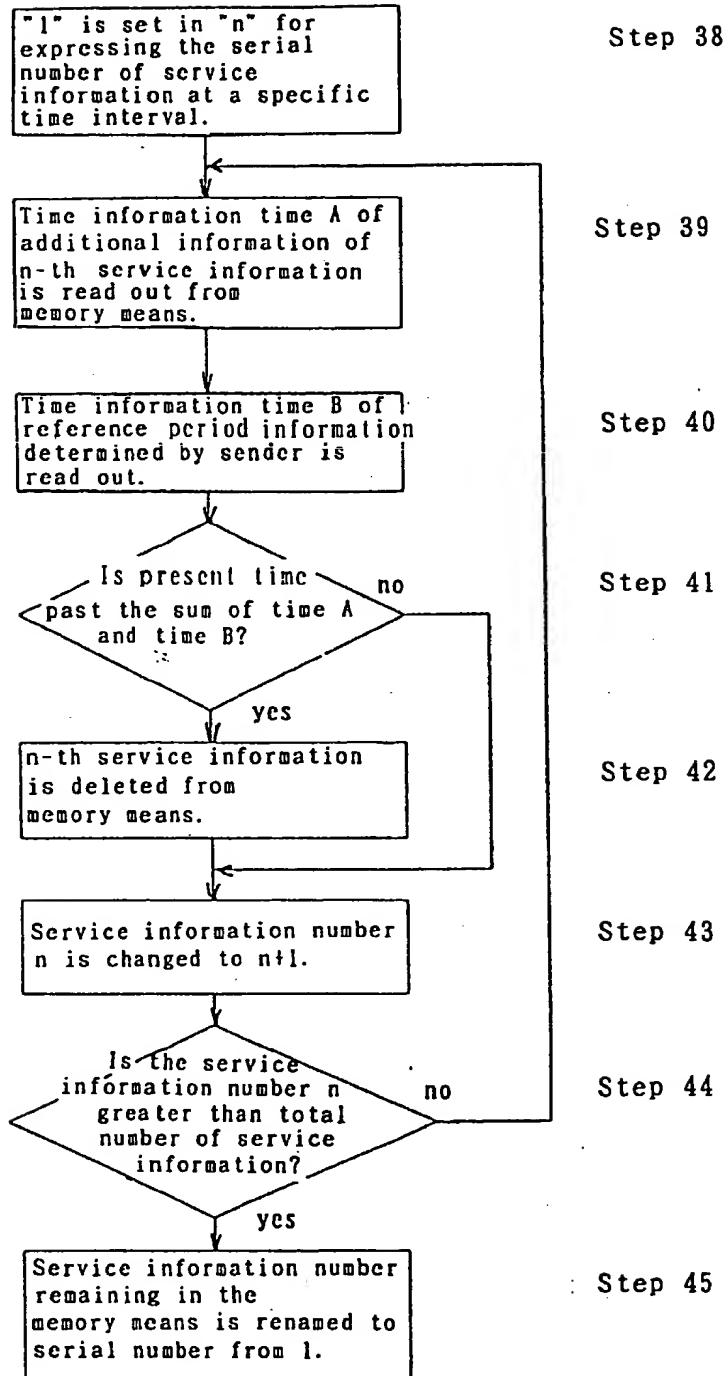 "1" is set in "n" for
expressing the serial
number of service
information at a specific
time interval.
Step 38
Time information time A of
additional information of
n-th service information
is read out from
memory means.
Step 39
Time information time B of
reference period information
determined by sender is
read out.
Step 40
Is present time
past the sum of time A
and time B?
no
Step 41
yes
n-th service information
is deleted from
memory means.
Step 42
Service information number
n is changed to n+1.
Step 43
Is the service
information number n
greater than total
number of service
information?
no
Step 44
yes
Service information number
remaining in the
memory means is renamed to
serial number from 1.
Step 45